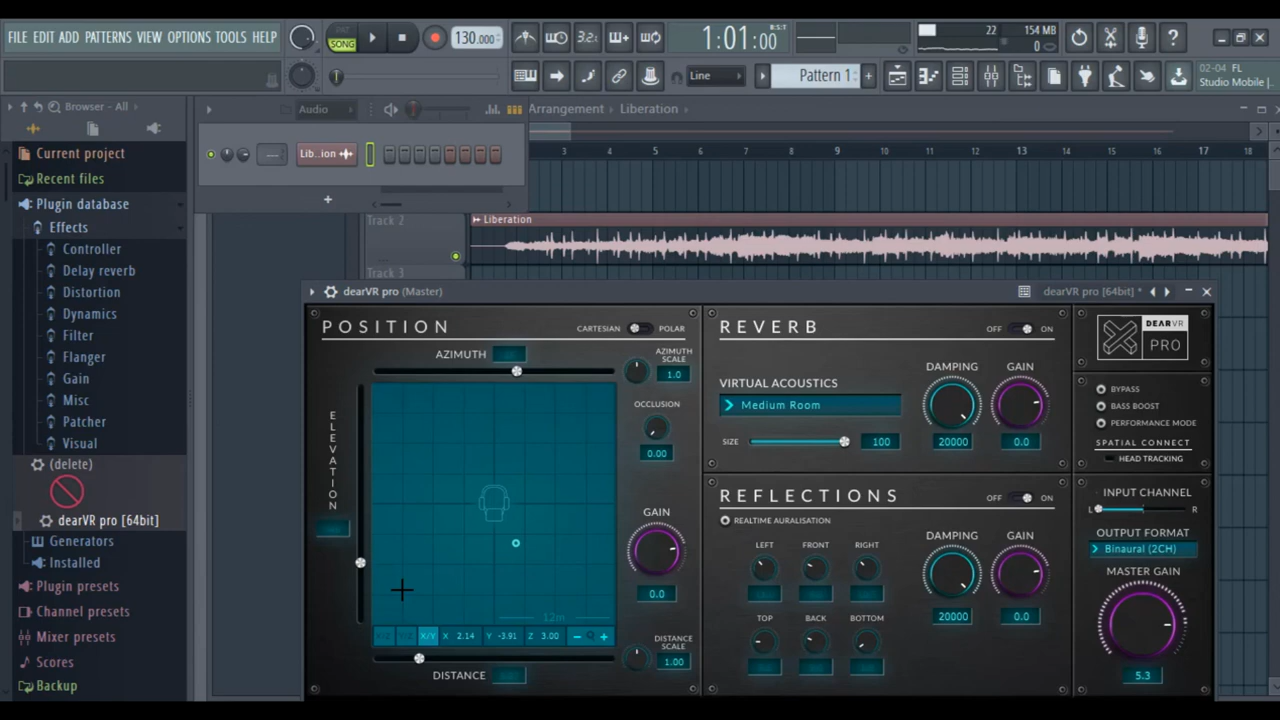 FILE EDIT ADD PATTERNS VIEW OPTIONS TOOLS HELP
PAT
SONG
130.000
3.2
1:01:00
B:S:T
22
154 MB
0
Line
Pattern 1
02-04 FL
Studio Mobile |
Browser - All
Audio
Arrangement
Liberation
Current project
Recent files
Plugin database
Effects
Controller
Delay reverb
Distortion
Dynamics
Filter
Flanger
Gain
Misc
Patcher
Visual
(delete)
dearVR pro [64bit]
Generators
Installed
Plugin presets
Channel presets
Mixer presets
Scores
Backup
Lib..ion
3 4 5 6 7 8 9 10 11 12 13 14 15 16 17 18
Track 2
Liberation
Track 3
dearVR pro (Master)
dearVR pro [64bit] *
POSITION
CARTESIAN
POLAR
AZIMUTH
AZIMUTH
SCALE
1.0
ELEVATION
OCCLUSION
0.00
GAIN
0.0
12m
X/Z Y/Z X/Y X 2.14 Y -3.91 Z 3.00
DISTANCE
SCALE
1.00
DISTANCE
REVERB
OFF
ON
VIRTUAL ACOUSTICS
Medium Room
SIZE
100
DAMPING
20000
GAIN
0.0
REFLECTIONS
OFF
ON
REALTIME AURALISATION
LEFT
FRONT
RIGHT
TOP
BACK
BOTTOM
DAMPING
20000
GAIN
0.0
DEARVR
PRO
BYPASS
BASS BOOST
PERFORMANCE MODE
SPATIAL CONNECT
HEAD TRACKING
INPUT CHANNEL
L
R
OUTPUT FORMAT
Binaural (2CH)
MASTER GAIN
5.3